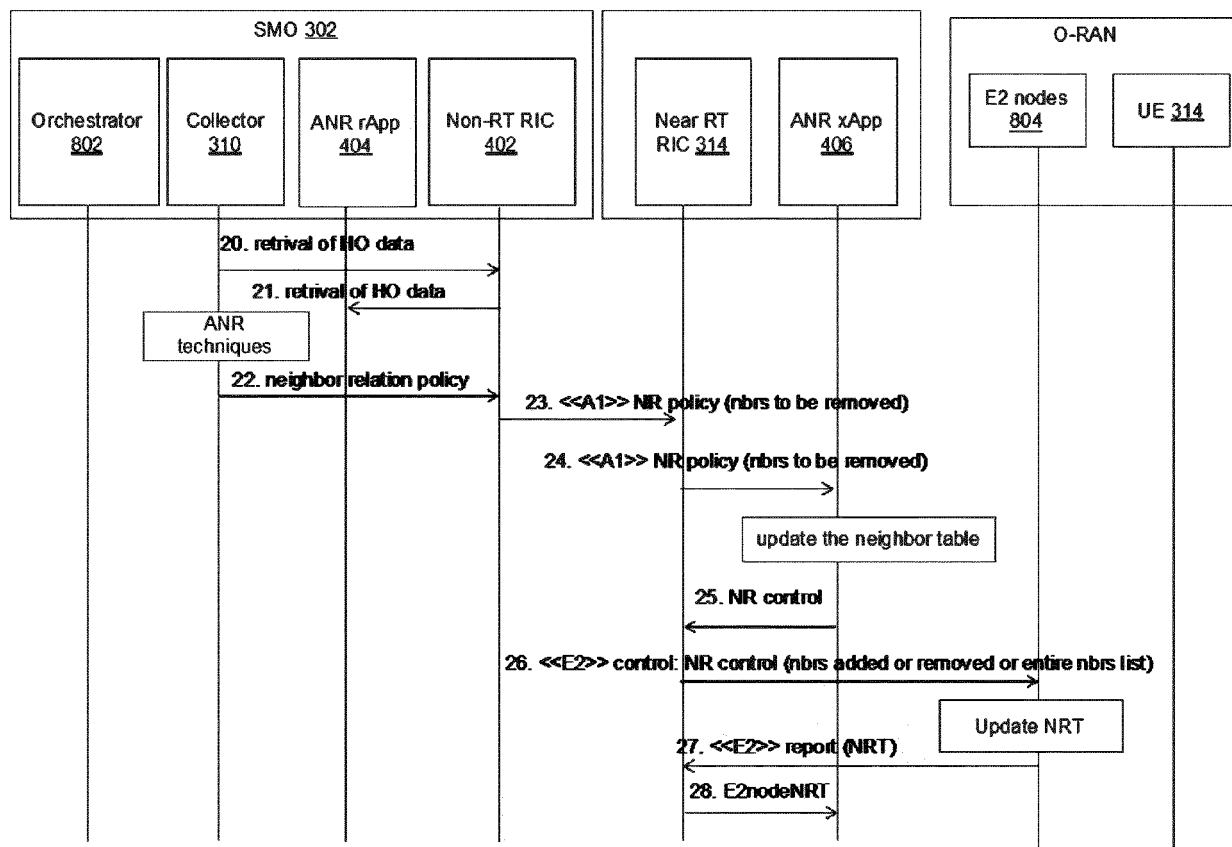 SMO 302
O-RAN
Orchestrator
802
Collector
310
ANR rApp
404
Non-RT RIC
402
Near RT
RIC 314
ANR xApp
406
E2 nodes
804
UE 314
20. retrival of HO data
21. retrival of HO data
ANR
techniques
22. neighbor relation policy
23. <<A1>> NR policy (nbrs to be removed)
24. <<A1>> NR policy (nbrs to be removed)
update the neighbor table
25. NR control
26. <<E2>> control: NR control (nbrs added or removed or entire nbrs list)
Update NRT
27. <<E2>> report (NRT)
28. E2nodeNRT